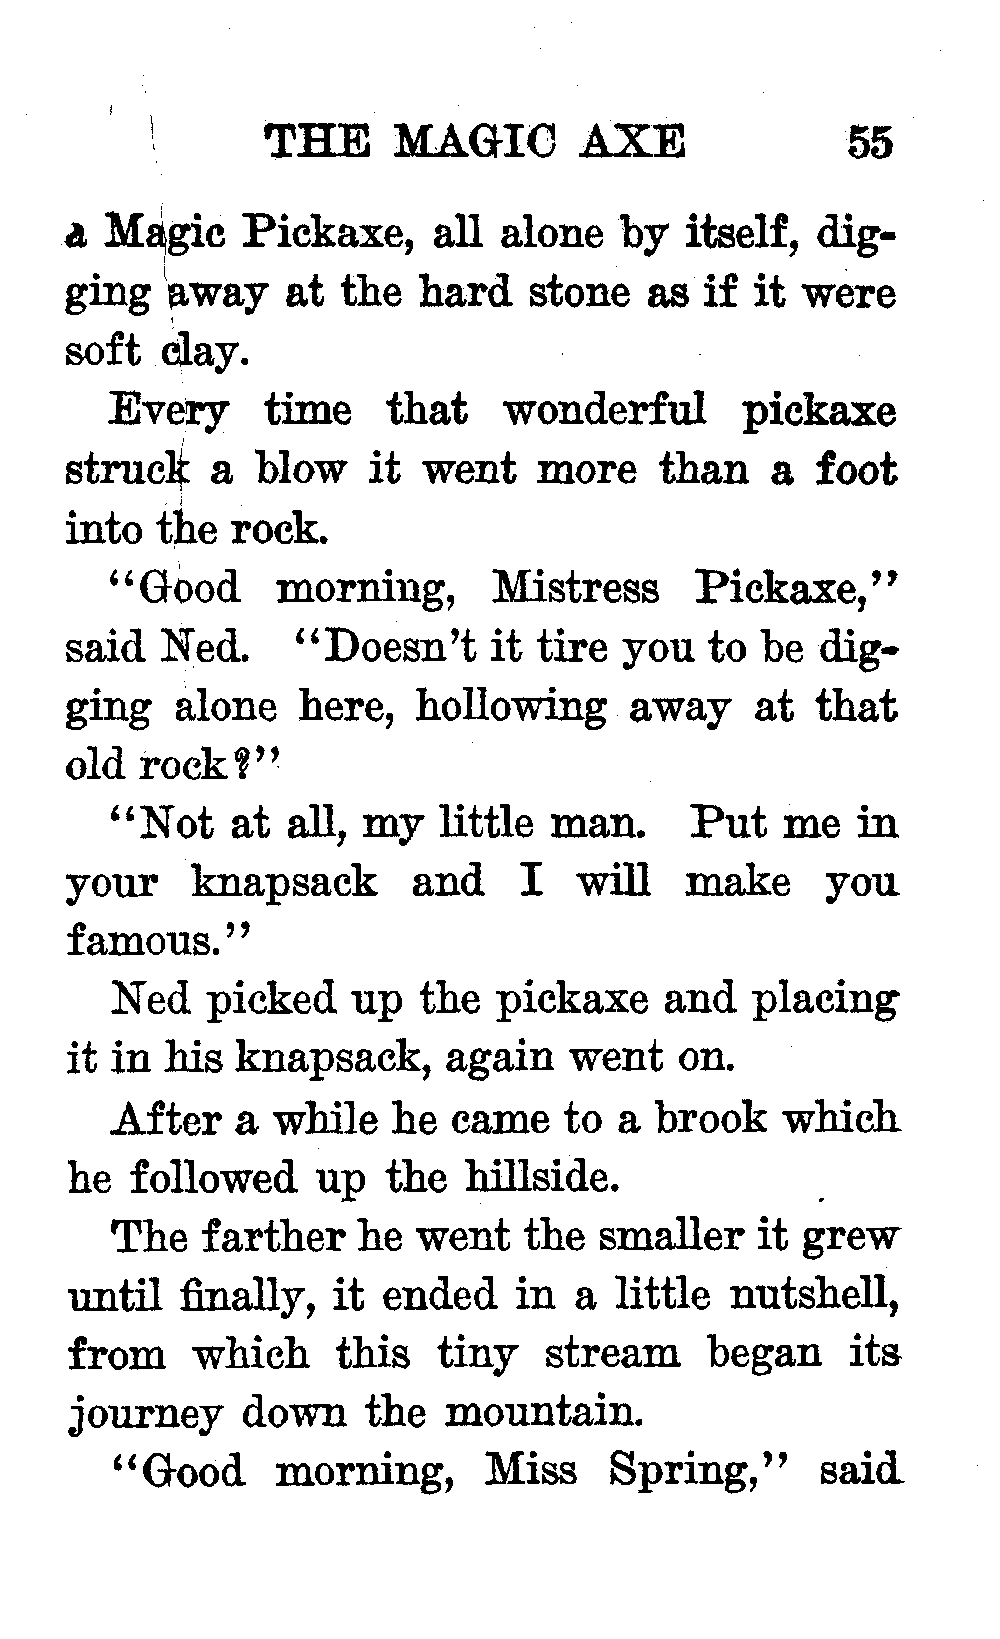 THE MAGIC AXE 55
a Magic Pickaxe, all alone by itself, dig-
ging away at the hard stone as if it were
soft clay.
Every time that wonderful pickaxe
struck a blow it went more than a foot
into the rock.
"Good morning, Mistress Pickaxe,"
said Ned. "Doesn't it tire you to be dig-
ging alone here, hollowing away at that
old rock?"
"Not at all, my little man. Put me in
your knapsack and I will make you
famous."
Ned picked up the pickaxe and placing
it in his knapsack, again went on.
After a while he came to a brook which
he followed up the hillside.
The farther he went the smaller it grew
until finally, it ended in a little nutshell,
from which this tiny stream began its
journey down the mountain.
"Good morning, Miss Spring," said